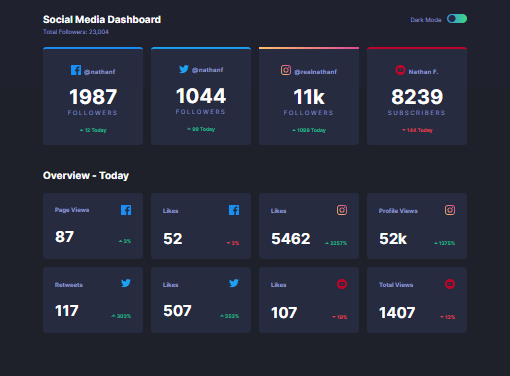 Social Media Dashboard
Total Followers: 23,004
Dark Mode
@nathanf
1987
FOLLOWERS
12 Today
@nathanf
1044
FOLLOWERS
99 Today
@realnathanf
11k
FOLLOWERS
1099 Today
Nathan F.
8239
SUBSCRIBERS
144 Today
Overview - Today
Page Views
87
3%
Likes
52
2%
Likes
5462
2257%
Profile Views
52k
1375%
Retweets
117
303%
Likes
507
553%
Likes
107
19%
Total Views
1407
12%